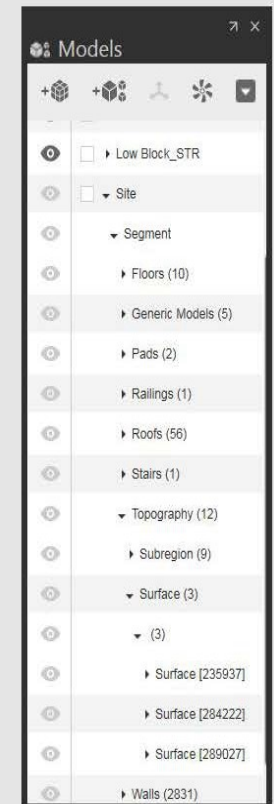 Models
Low Block_STR
Site
Segment
Floors (10)
Generic Models (5)
Pads (2)
Railings (1)
Roofs (56)
Stairs (1)
Topography (12)
Subregion (9)
Surface (3)
(3)
Surface [235937]
Surface [284222]
Surface [289027]
Walls (2831)